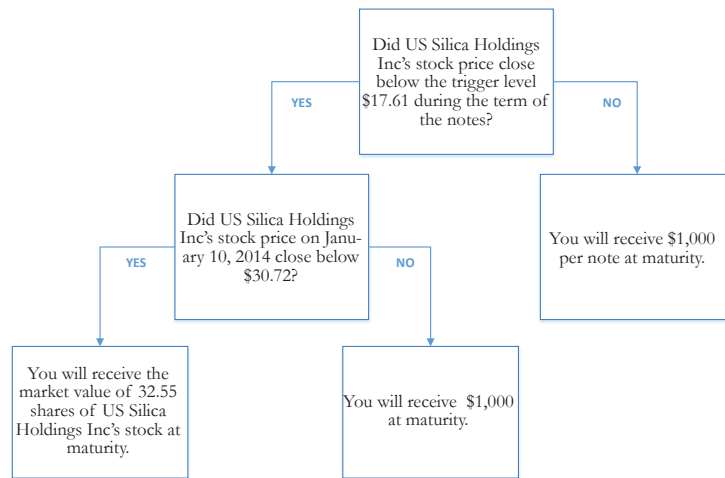 Did US Silica Holdings
Inc's stock price close
below the trigger level
$17.61 during the term of
the notes?
YES
NO
Did US Silica Holdings
Inc's stock price on Janu-
ary 10, 2014 close below
$30.72?
You will receive $1,000
per note at maturity.
YES
NO
You will receive the
market value of 32.55
shares of US Silica
Holdings Inc's stock at
maturity.
You will receive $1,000
at maturity.